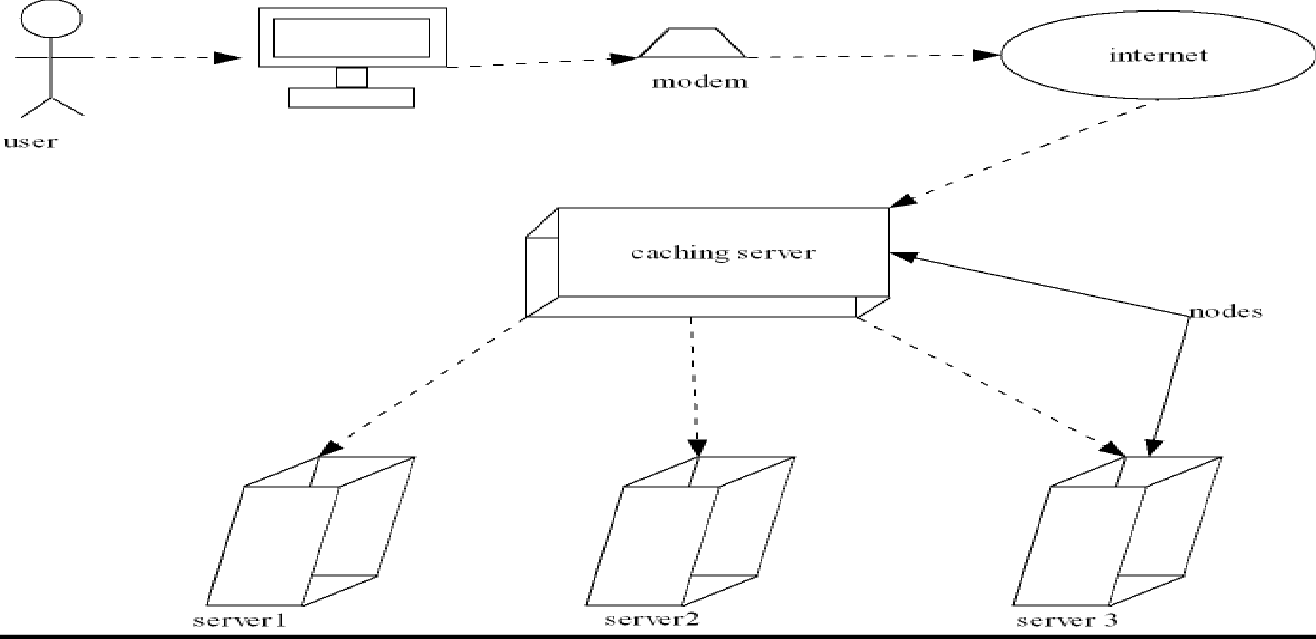 internet
modem
user
caching server
nodes
server1
server2
server 3